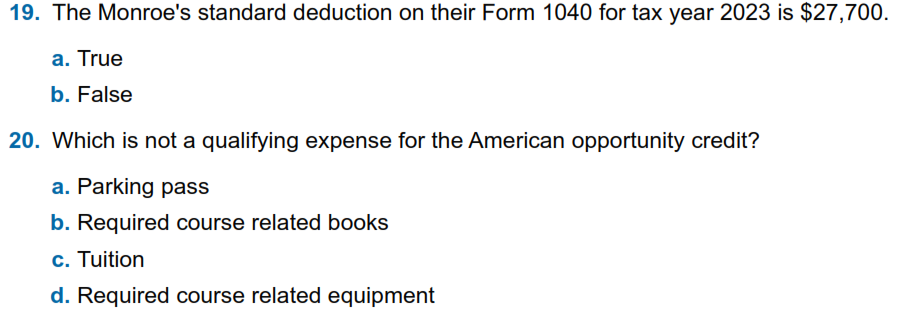 19. The Monroe's standard deduction on their Form 1040 for tax year 2023 is $27,700.
a. True
b. False
20. Which is not a qualifying expense for the American opportunity credit?
a. Parking pass
b. Required course related books
c. Tuition
d. Required course related equipment